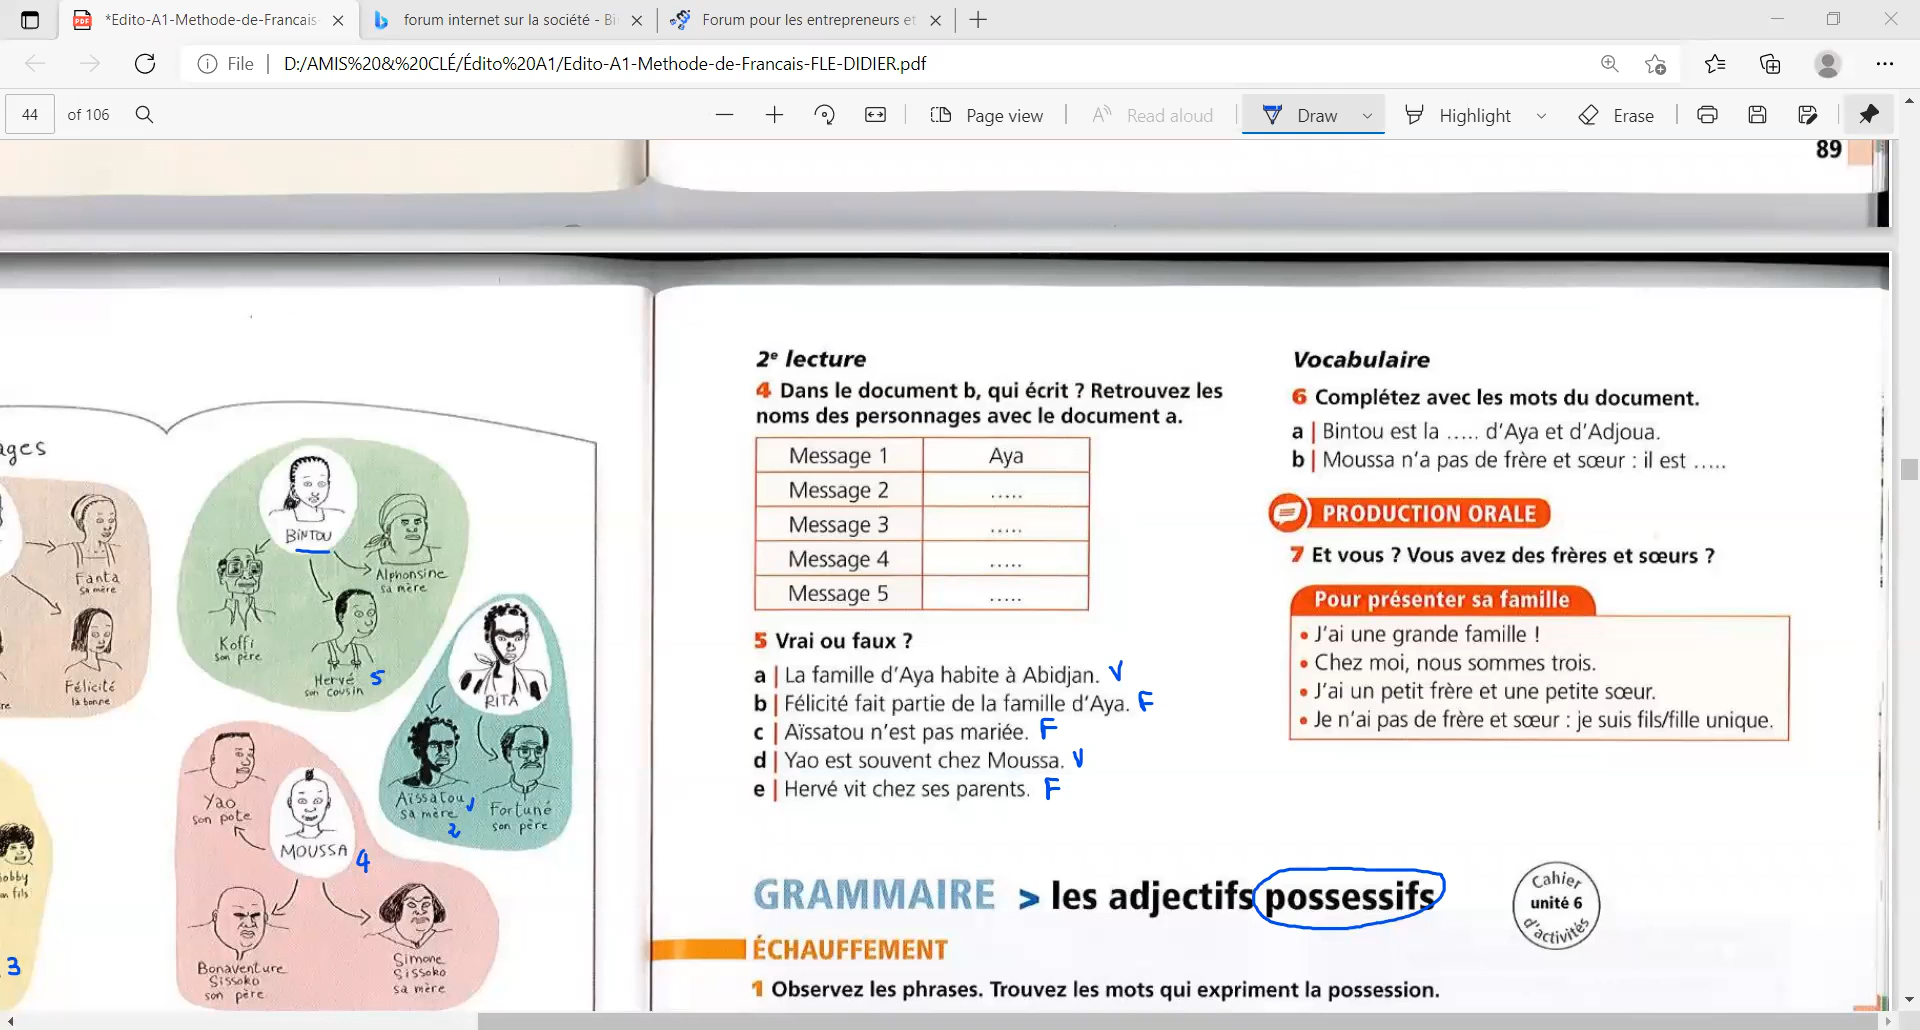 *Edito-A1-Methode-de-Francais-
forum internet sur la société - Bi
Forum pour les entrepreneurs et
File
D:/AMIS%20&%20CLÉ/Édito%20A1/Edito-A1-Methode-de-Francais-FLE-DIDIER.pdf
44 of 106
Page view
Read aloud
Draw
Highlight
Erase
89
ages
BINTOU
Alphonsine
sa mère
Koffi
son père
Hervé
son cousin
5
Fanta
sa mère
Félicité
la bonne
RITA
Aïssatou
sa mère
2
Fortuné
son père
Yao
son pote
MOUSSA
4
Bonaventure
Sissoko
son père
Simone
Sissoko
sa mère
3
2e lecture
4 Dans le document b, qui écrit ? Retrouvez les
noms des personnages avec le document a.
Message 1 Aya
Message 2 .....
Message 3 .....
Message 4 .....
Message 5 .....
5 Vrai ou faux ?
a | La famille d'Aya habite à Abidjan. V
b | Félicité fait partie de la famille d'Aya. F
c | Aïssatou n'est pas mariée. F
d | Yao est souvent chez Moussa. V
e | Hervé vit chez ses parents. F
Vocabulaire
6 Complétez avec les mots du document.
a | Bintou est la ..... d'Aya et d'Adjoua.
b | Moussa n'a pas de frère et sœur : il est .....
PRODUCTION ORALE
7 Et vous ? Vous avez des frères et sœurs ?
Pour présenter sa famille
• J'ai une grande famille !
• Chez moi, nous sommes trois.
• J'ai un petit frère et une petite sœur.
• Je n'ai pas de frère et sœur : je suis fils/fille unique.
GRAMMAIRE > les adjectifs possessifs
Cahier
unité 6
d'activités
ÉCHAUFFEMENT
1 Observez les phrases. Trouvez les mots qui expriment la possession.